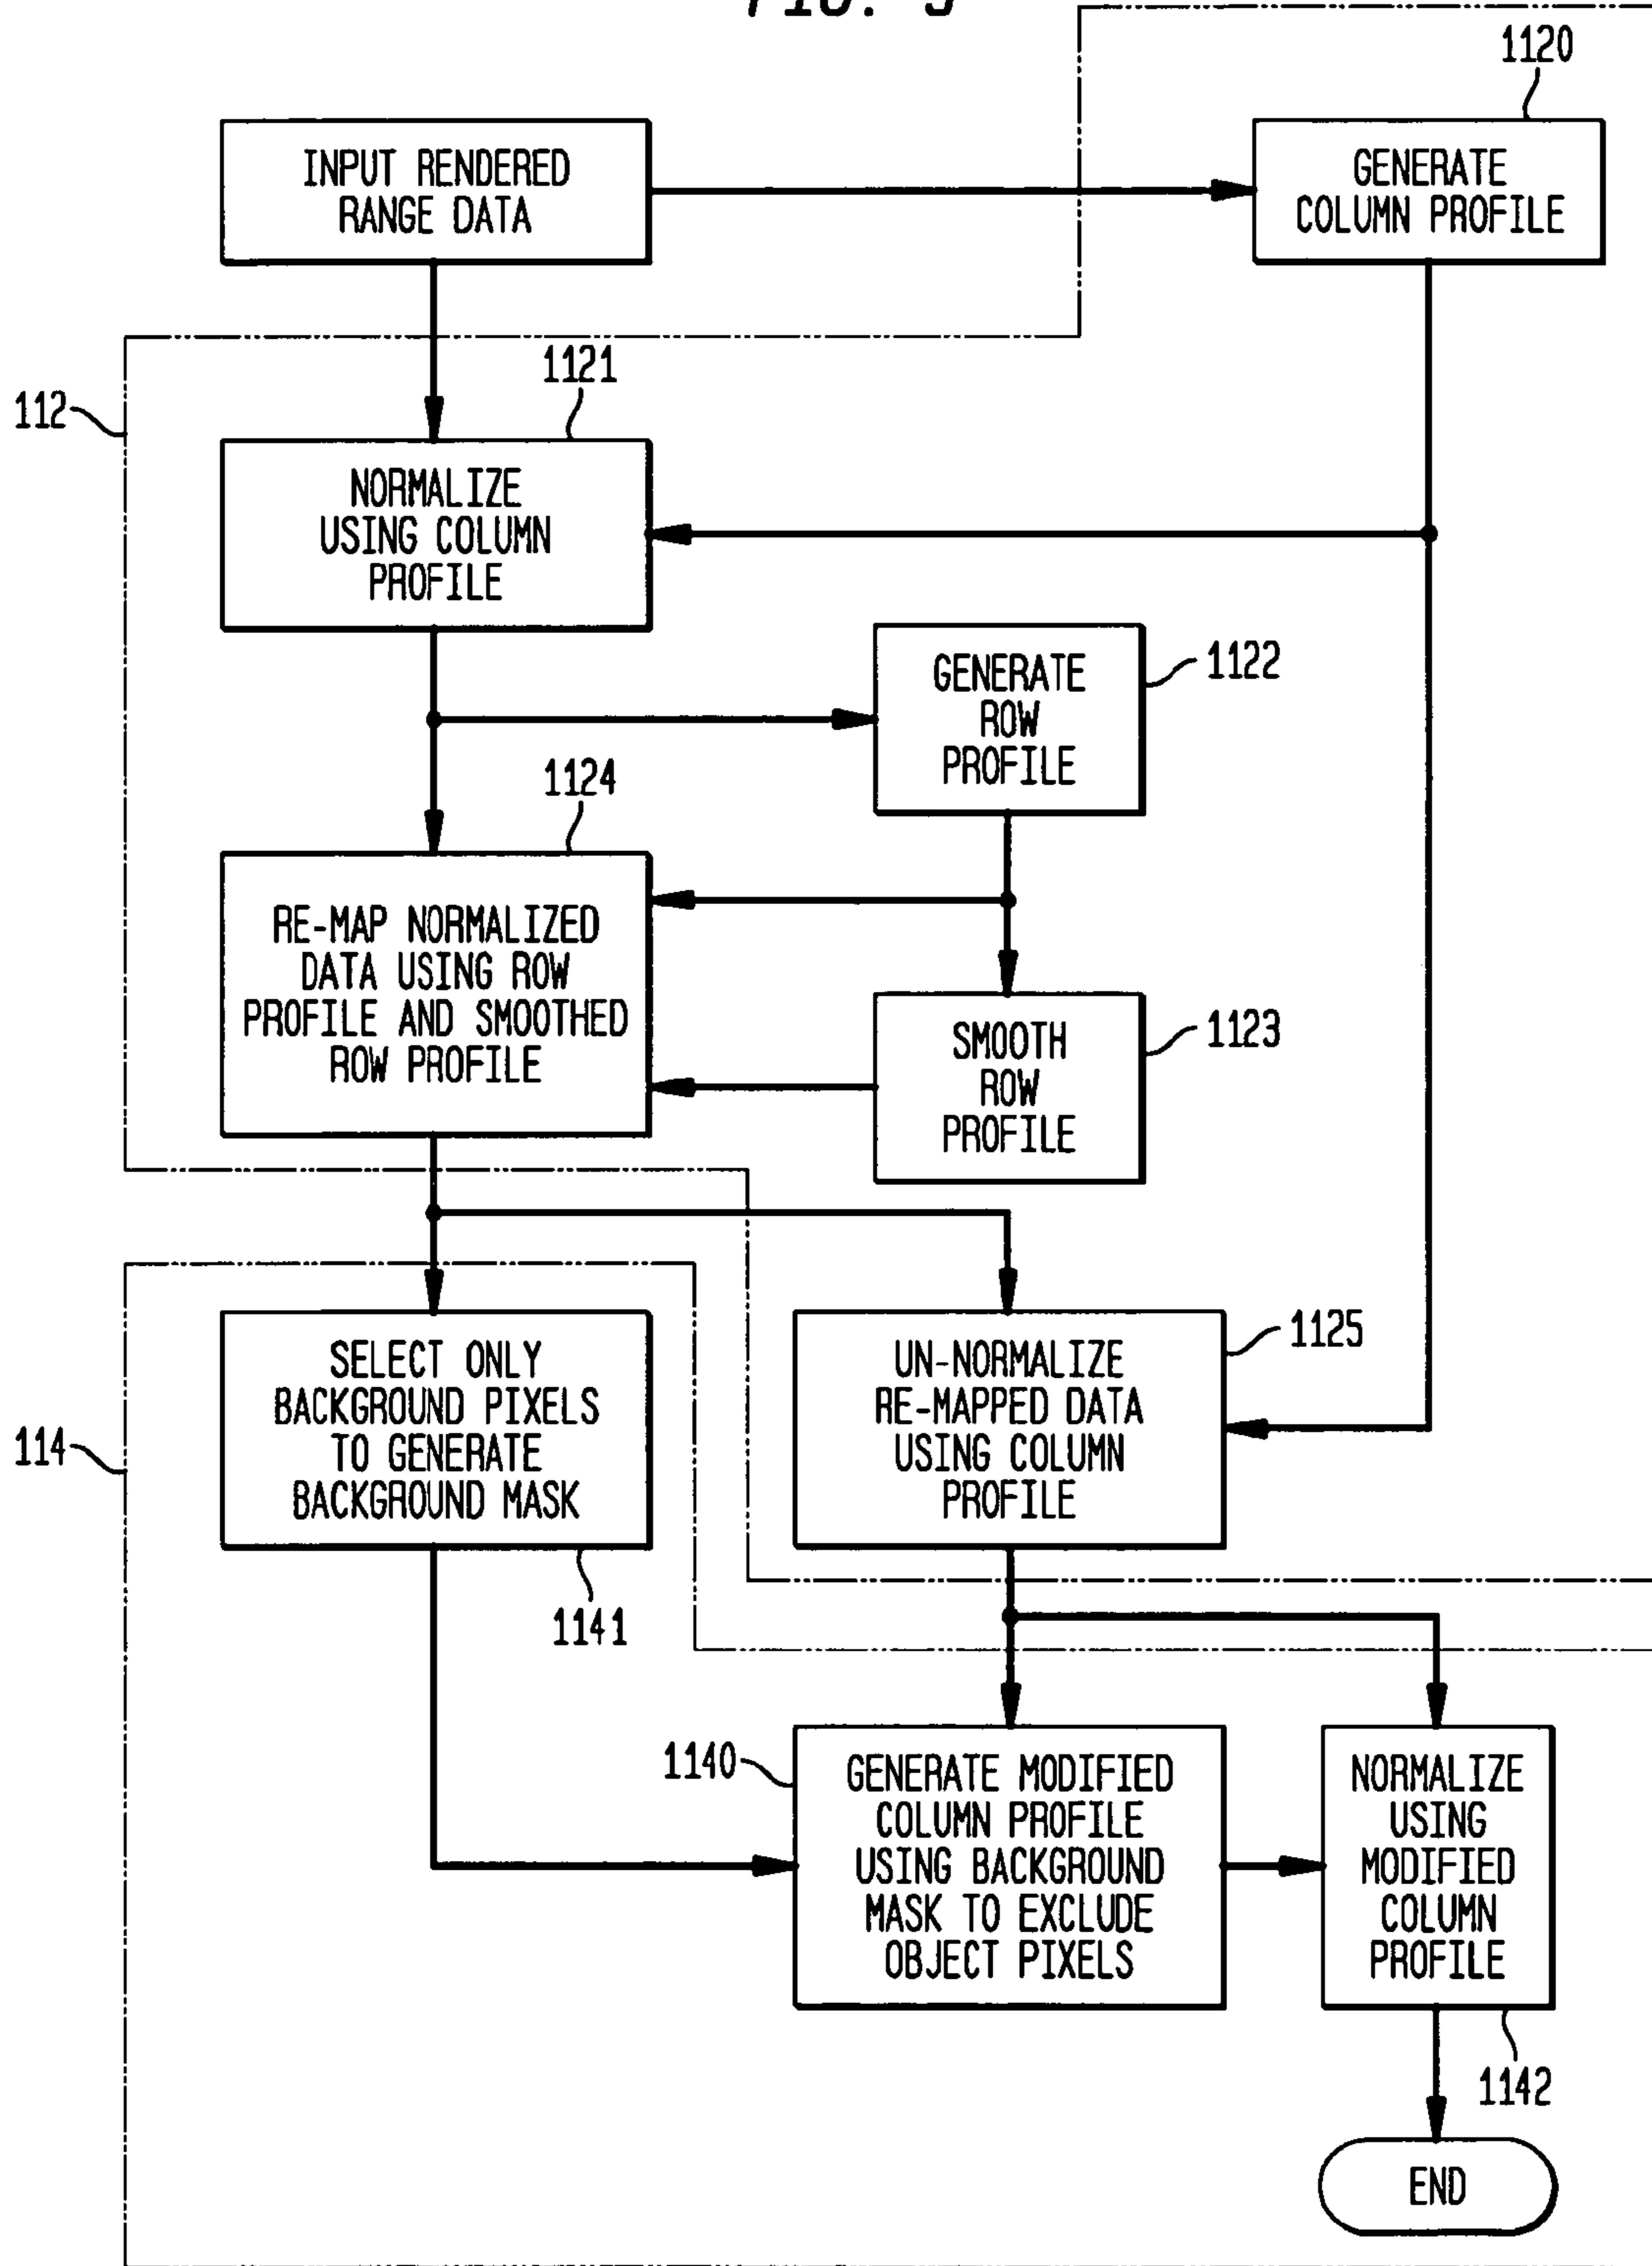 1120
INPUT RENDERED
RANGE DATA
GENERATE
COLUMN PROFILE
112
1121
NORMALIZE
USING COLUMN
PROFILE
GENERATE
ROW
PROFILE
1122
1124
RE-MAP NORMALIZED
DATA USING ROW
PROFILE AND SMOOTHED
ROW PROFILE
SMOOTH
ROW
PROFILE
1123
114
SELECT ONLY
BACKGROUND PIXELS
TO GENERATE
BACKGROUND MASK
1141
UN-NORMALIZE
RE-MAPPED DATA
USING COLUMN
PROFILE
1125
1140
GENERATE MODIFIED
COLUMN PROFILE
USING BACKGROUND
MASK TO EXCLUDE
OBJECT PIXELS
NORMALIZE
USING
MODIFIED
COLUMN
PROFILE
1142
END